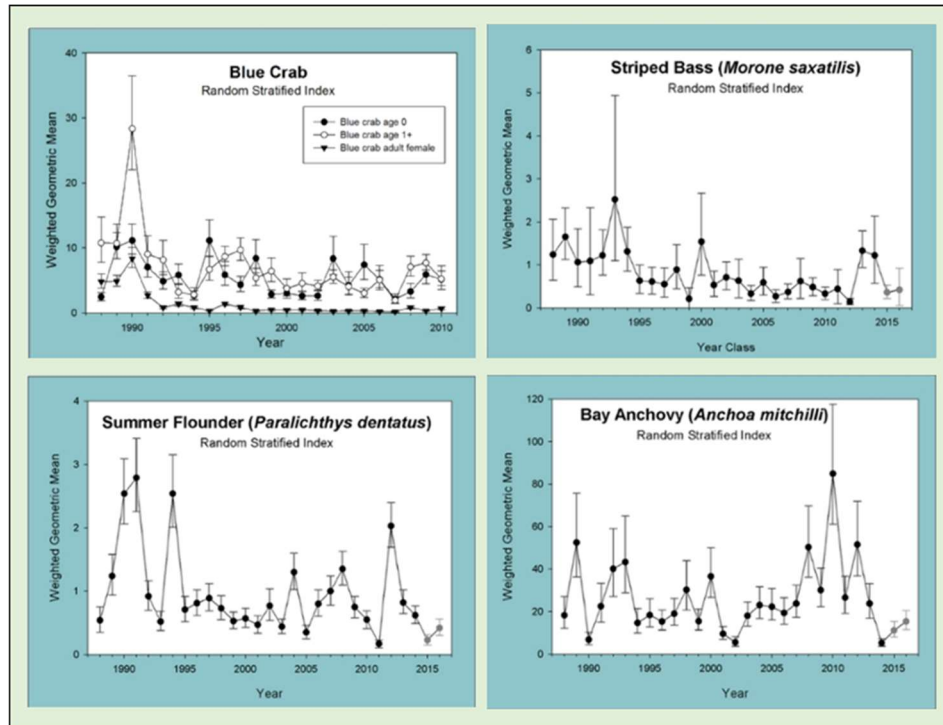 Blue Crab
Random Stratified Index
Blue crab age 0
Blue crab age 1+
Blue crab adult female
Weighted Geometric Mean
40
30
20
10
0
1990 1995 2000 2005 2010
Year
Striped Bass (Morone saxatilis)
Random Stratified Index
Weighted Geometric Mean
6
5
4
3
2
1
0
1990 1995 2000 2005 2010 2015
Year Class
Summer Flounder (Paralichthys dentatus)
Random Stratified Index
Weighted Geometric Mean
4
3
2
1
0
1990 1995 2000 2005 2010 2015
Year
Bay Anchovy (Anchoa mitchilli)
Random Stratified Index
Weighted Geometric Mean
120
100
80
60
40
20
0
1990 1995 2000 2005 2010 2015
Year